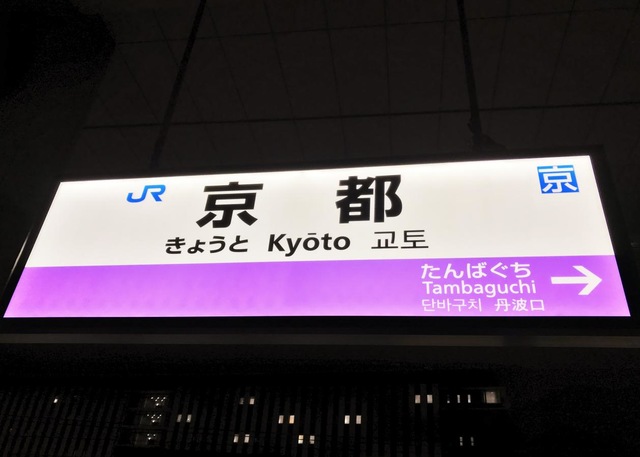 JR 京都 京
きょうと Kyōto 교토
たんばぐち
Tambaguchi
단바구치 丹波口